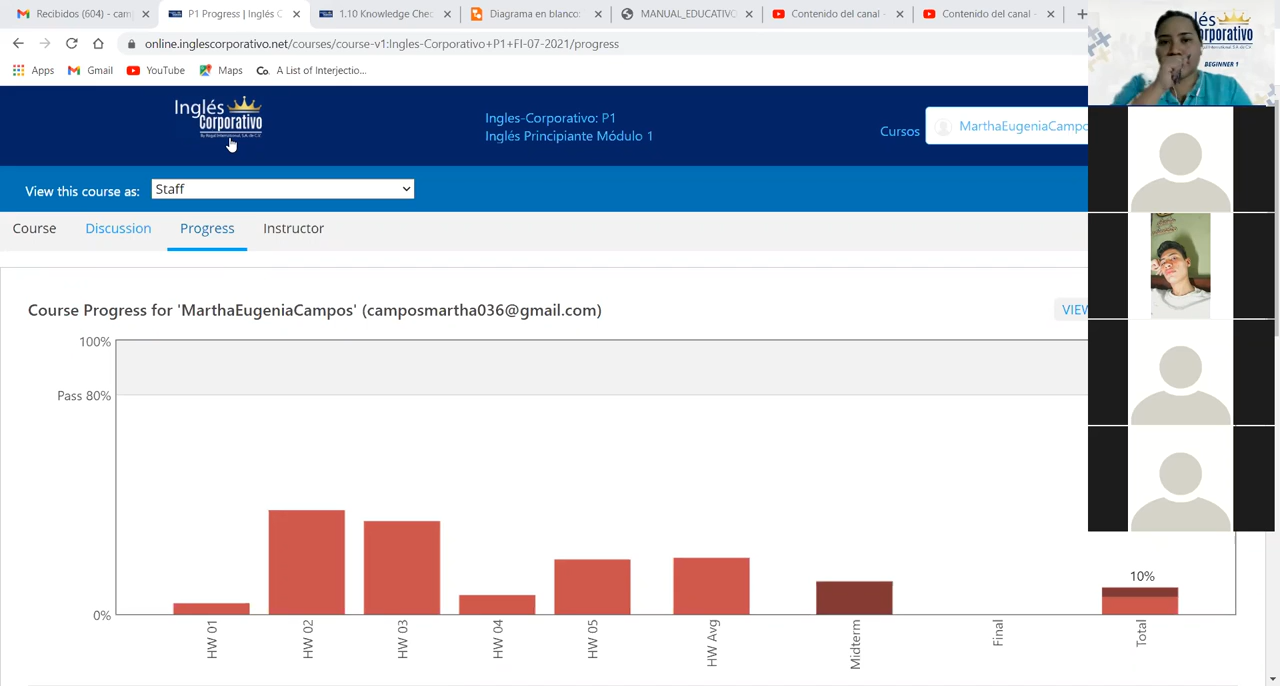 Recibidos (604) - cam
P1 Progress | Inglés C
1.10 Knowledge Chec
Diagrama en blanco:
MANUAL_EDUCATIVO
Contenido del canal -
Contenido del canal -
online.inglescorporativo.net/courses/course-v1:Ingles-Corporativo+P1+FI-07-2021/progress
Apps
Gmail
YouTube
Maps
Co.
A List of Interjectio...
Inglés
Corporativo
Ingles-Corporativo: P1
Inglés Principiante Módulo 1
Cursos
MarthaEugeniaCampo
View this course as:
Staff
Course
Discussion
Progress
Instructor
Course Progress for 'MarthaEugeniaCampos' (camposmartha036@gmail.com)
VIEW
100%
Pass 80%
0%
10%
HW 01
HW 02
HW 03
HW 04
HW 05
HW Avg
Midterm
Final
Total
lés
orporativo
BEGINNER 1